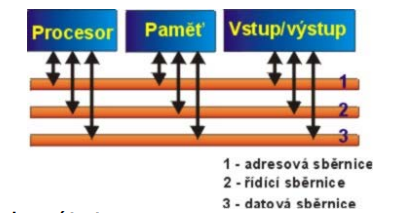 Procesor Paměť Vstup/výstup
1
2
3
1 - adresová sběrnice
2 - řídící sběrnice
3 - datová sběrnice